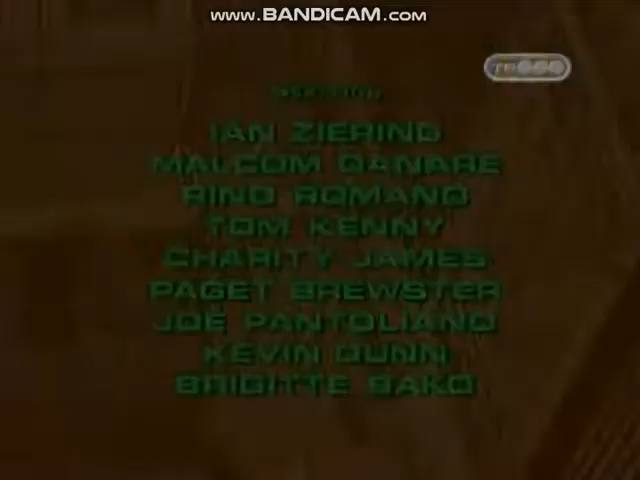 www.BANDICAM.com
IAN ZIERING
MALCOM DANARE
RINO ROMANO
TOM KENNY
CHARITY JAMES
PAGET BREWSTER
JOE PANTOLIANO
KEVIN DUNN
BRIGITTE BAKO